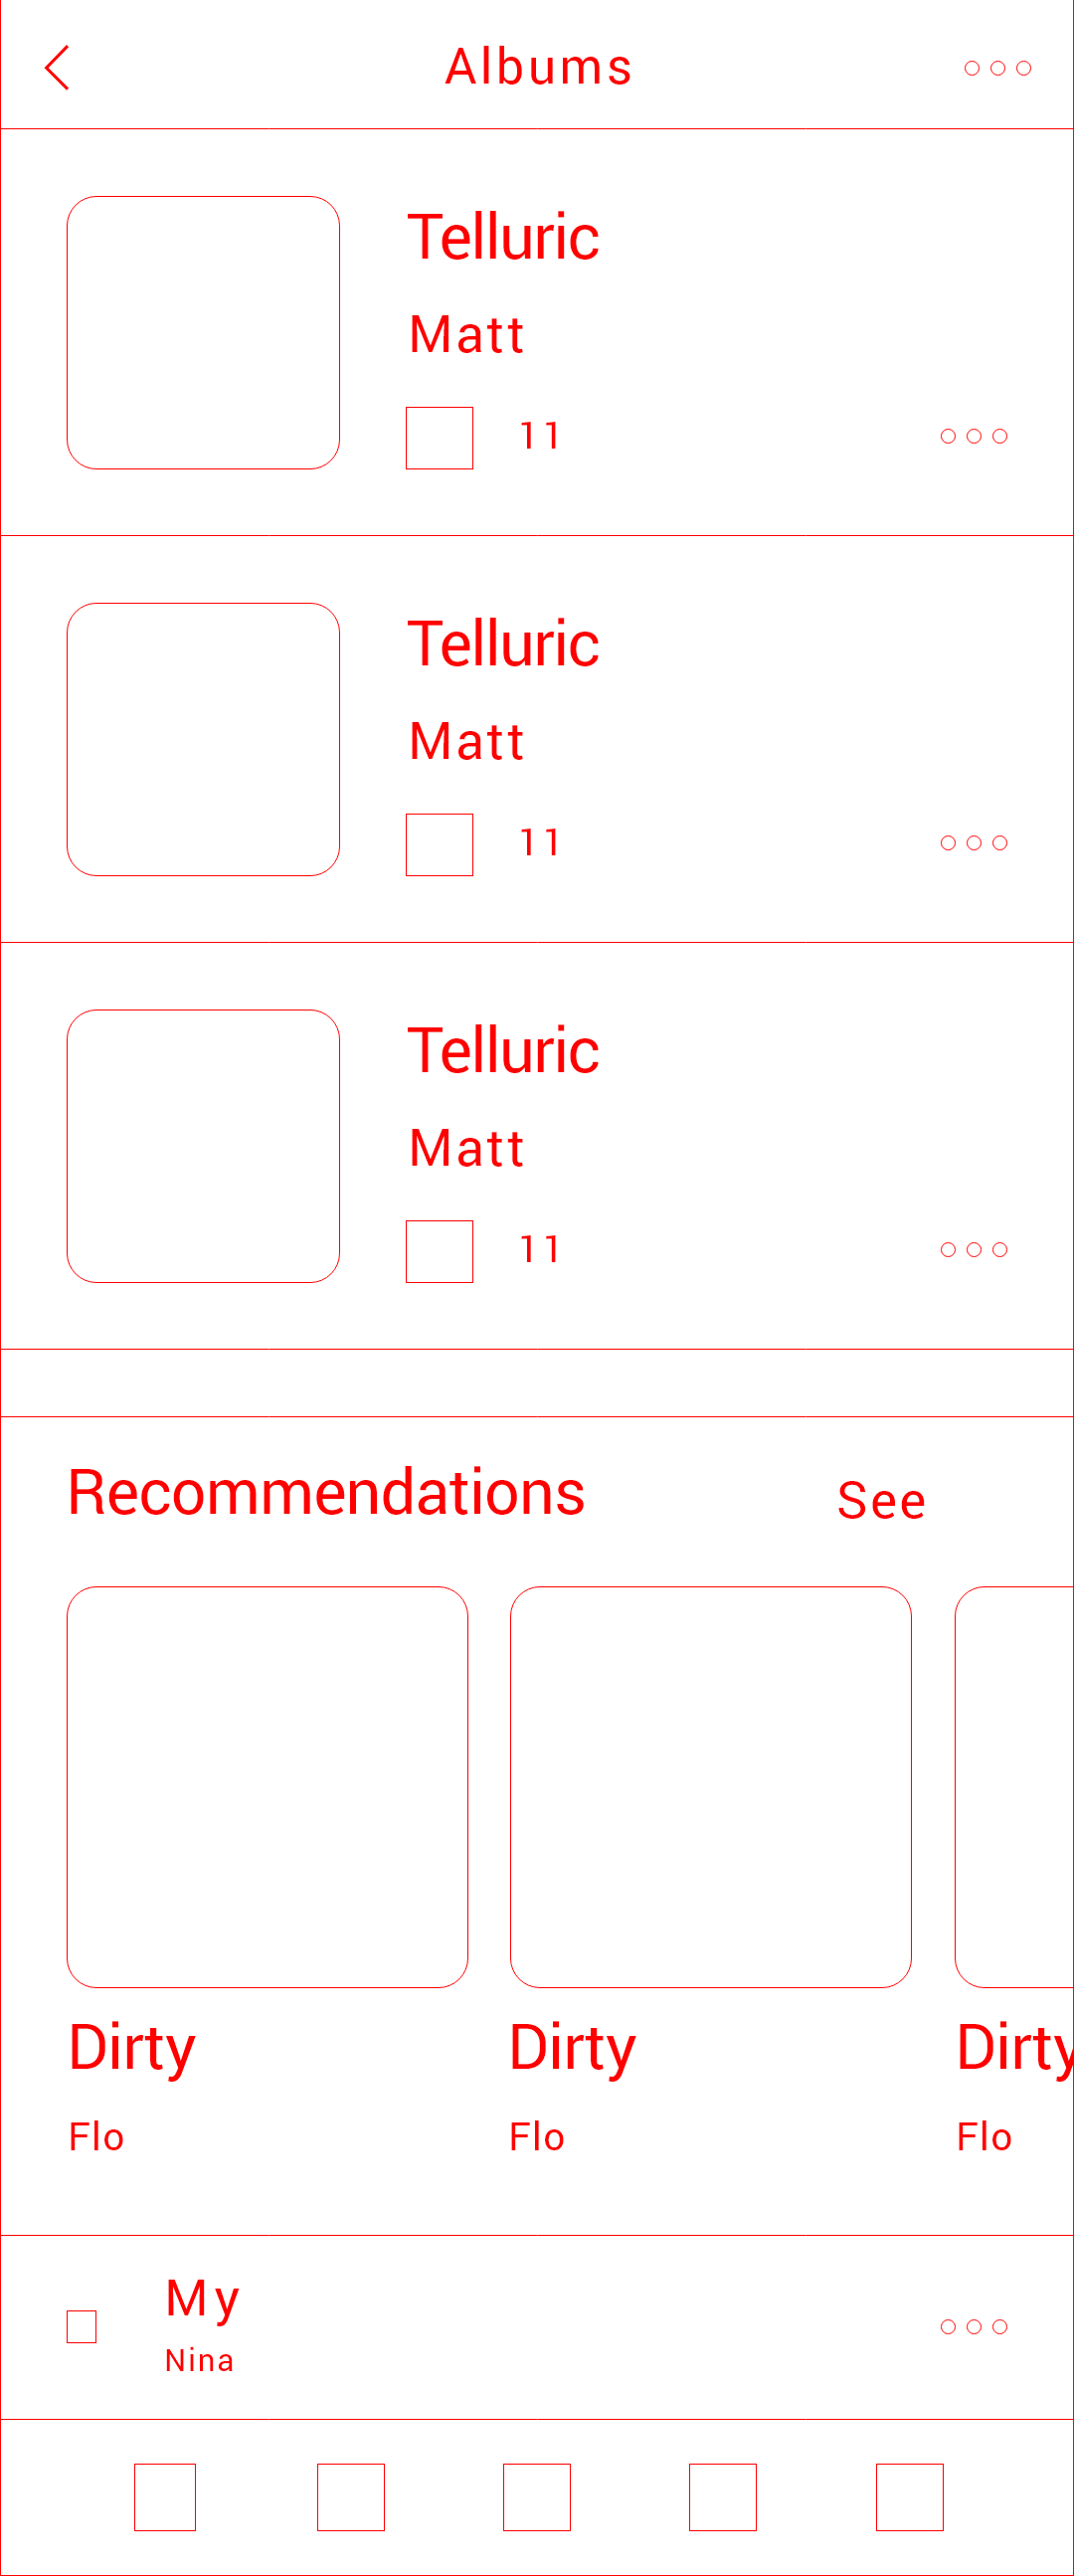 Albums
Telluric
Matt
11
Telluric
Matt
11
Telluric
Matt
11
Recommendations See
Dirty Dirty Dirty
Flo Flo Flo
My
Nina